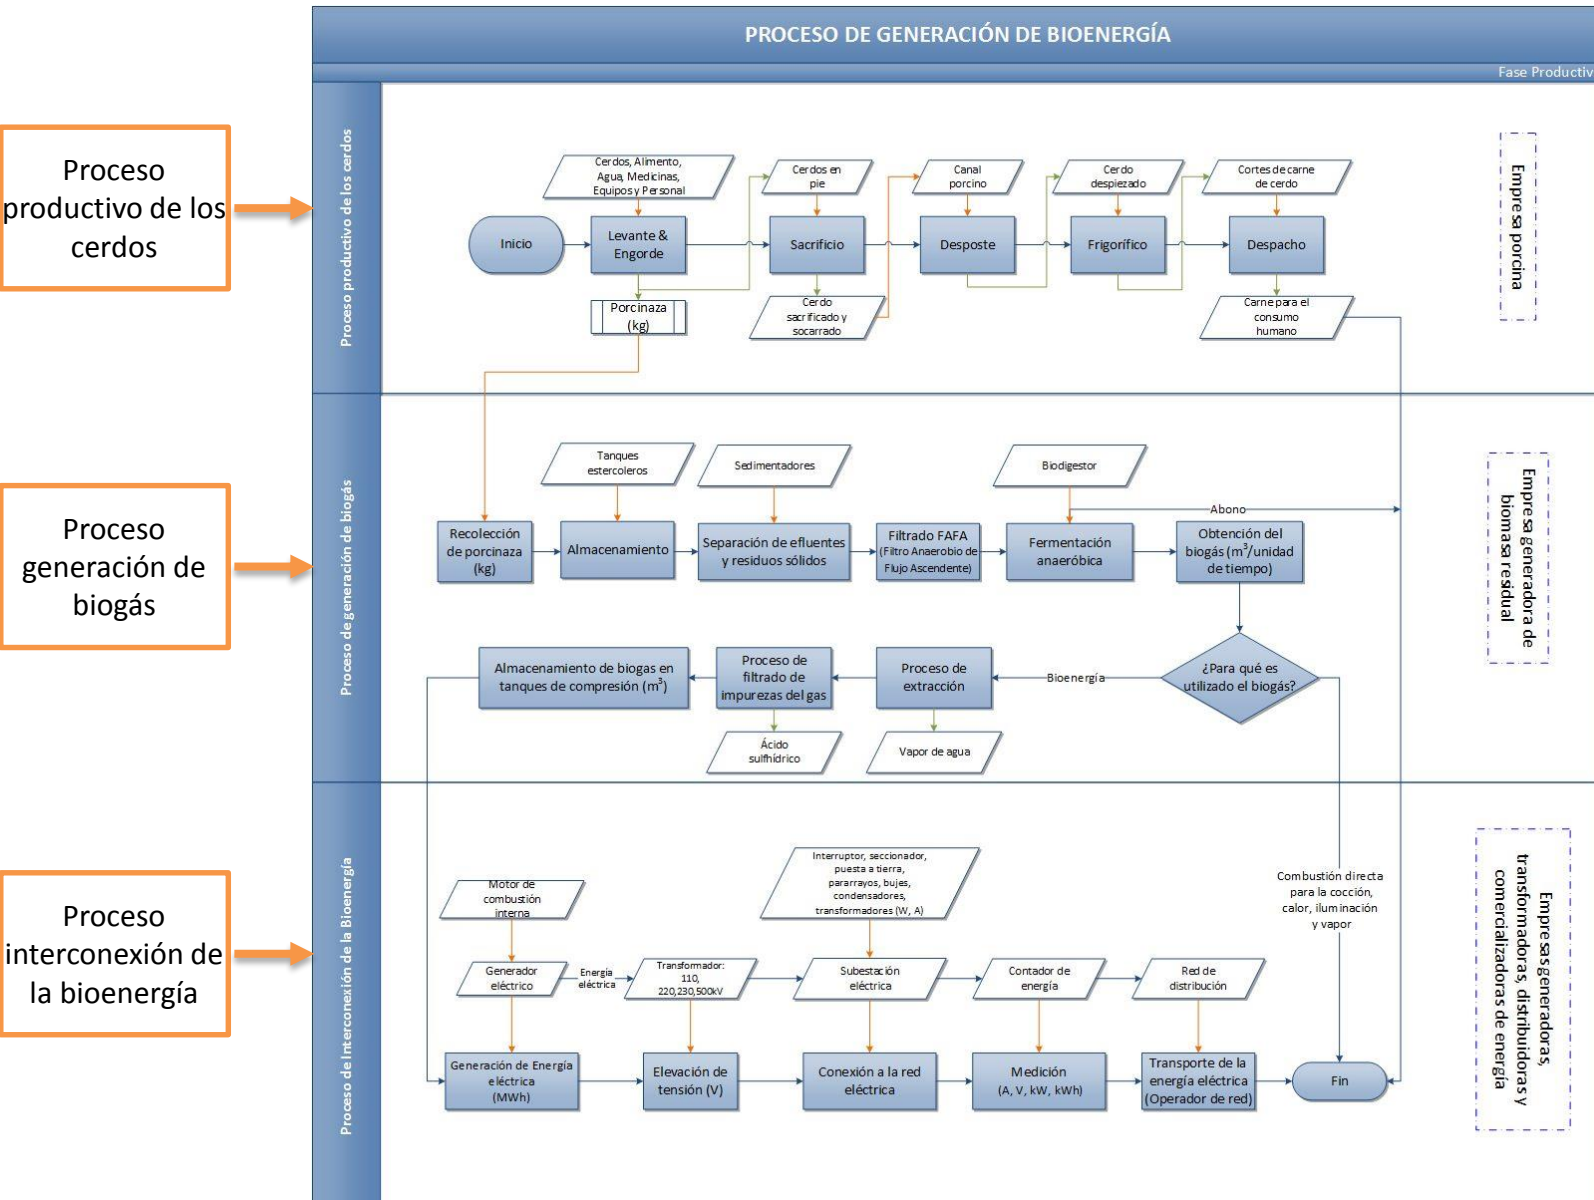 PROCESO DE GENERACIÓN DE BIOENERGÍA
Fase Productiv
Proceso
productivo de los
cerdos
Proceso productivo de los cerdos
Cerdos, Alimento,
Agua, Medicinas,
Equipos y Personal
Cerdos en
pie
Canal
porcino
Cerdo
despiezado
Cortes de carne
de cerdo
Inicio
Levante &
Engorde
Sacrificio
Desposte
Frigorífico
Despacho
Porcinaza
(kg)
Cerdo
sacrificado y
socarrado
Carne para el
consumo
humano
Empresa porcina
Proceso
generación de
biogás
Proceso de generación de biogás
Tanques
estercoleros
Sedimentadores
Biodigestor
Abono
Recolección
de porcinaza
(kg)
Almacenamiento
Separación de efluentes
y residuos sólidos
Filtrado FAFA
(Filtro Anaerobio de
Flujo Ascendente)
Fermentación
anaeróbica
Obtención del
biogás (m³/unidad
de tiempo)
Almacenamiento de biogas en
tanques de compresión (m³)
Proceso de
filtrado de
impurezas del gas
Proceso de
extracción
Bioenergía
¿Para qué es
utilizado el biogás?
Ácido
sulfhídrico
Vapor de agua
Empresa generadora de
biomasa residual
Proceso
interconexión de
la bioenergía
Proceso de Interconexión de la Bioenergía
Motor de
combustión
interna
Interruptor, seccionador,
puesta a tierra,
pararrayos, bujes,
condensadores,
transformadores (W, A)
Combustión directa
para la cocción,
calor, iluminación
y vapor
Generador
eléctrico
Energía
eléctrica
Transformador:
110,
220,230,500kV
Subestación
eléctrica
Contador de
energía
Red de
distribución
Generación de Energía
eléctrica
(MWh)
Elevación de
tensión (V)
Conexión a la red
eléctrica
Medición
(A, V, kW, kWh)
Transporte de la
energía eléctrica
(Operador de red)
Fin
Empresas generadoras,
transformadoras, distribuidoras y
comercializadoras de energía